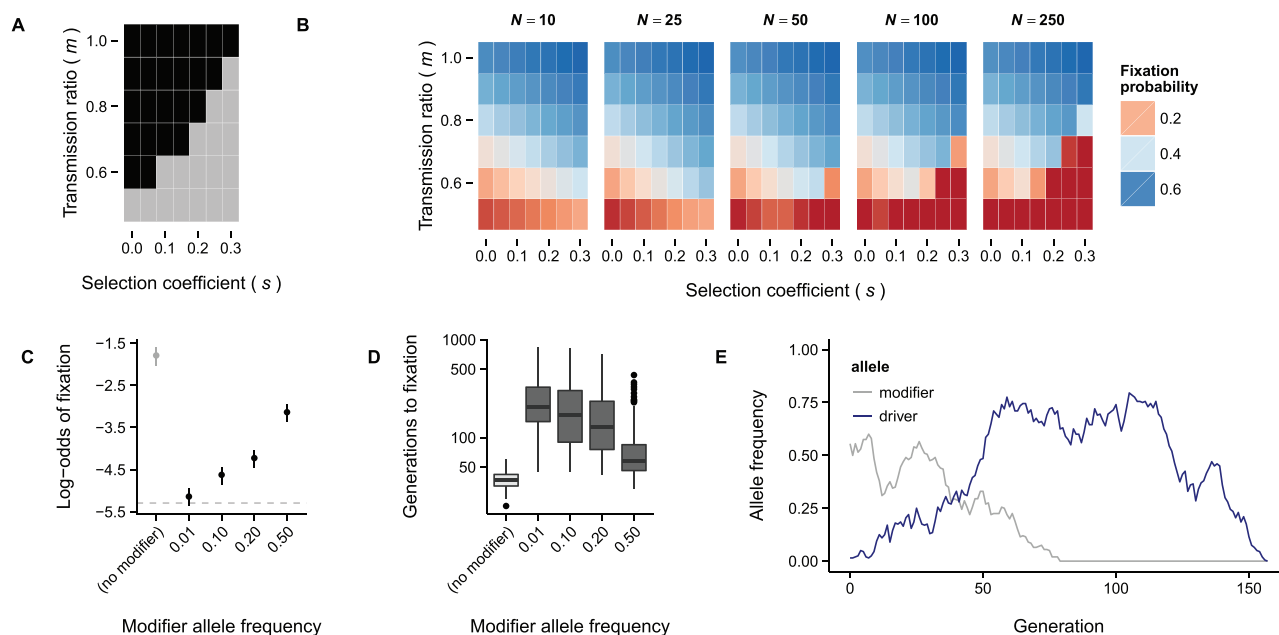 A
Transmission ratio ( m )
1.0
0.8
0.6
0.0 0.1 0.2 0.3
Selection coefficient ( s )
B
N = 10 N = 25 N = 50 N = 100 N = 250
Transmission ratio ( m )
1.0
0.8
0.6
0.0 0.1 0.2 0.3 0.0 0.1 0.2 0.3 0.0 0.1 0.2 0.3 0.0 0.1 0.2 0.3 0.0 0.1 0.2 0.3
Selection coefficient ( s )
Fixation
probability
0.2
0.4
0.6
C
Log−odds of fixation
−1.5
−2.5
−3.5
−4.5
−5.5
(no modifier) 0.01 0.10 0.20 0.50
Modifier allele frequency
D
Generations to fixation
1000
500
100
50
(no modifier) 0.01 0.10 0.20 0.50
Modifier allele frequency
E
Allele frequency
1.00
0.75
0.50
0.25
0.00
allele
modifier
driver
0 50 100 150
Generation